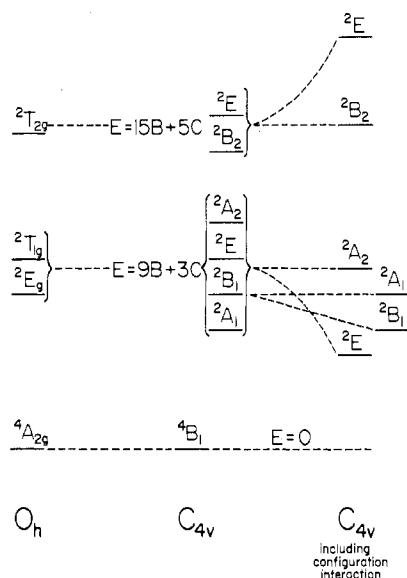 ²E
²T₂g E=15B+5C ²E ²B₂
²B₂
²A₂
²T₁g E=9B+3C ²E ²A₂
²Eg ²B₁ ²A₁
²A₁ ²B₁
²E
⁴A₂g ⁴B₁ E=0
Oh C₄ᵥ C₄ᵥ
including
configuration
interaction